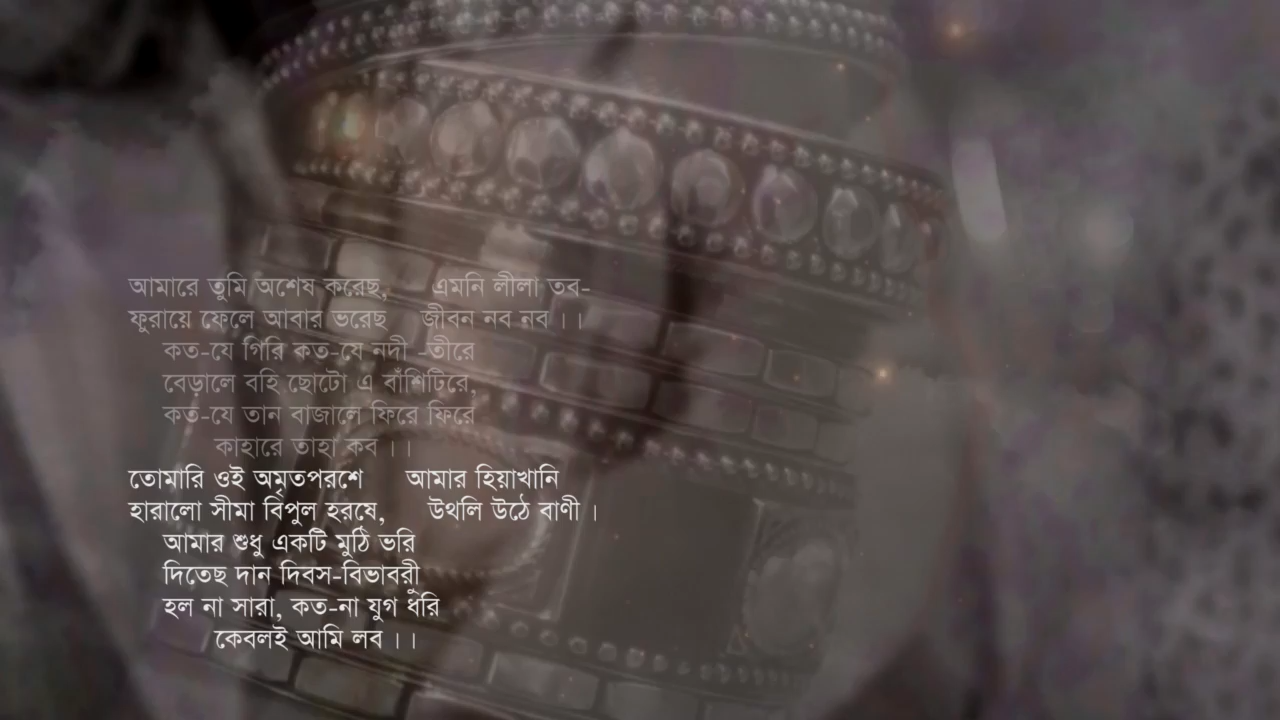 আমারে তুমি অশেষ করেছ, এমনি লীলা তব-
ফুরায়ে ফেলে আবার ভরেছ জীবন নব নব ।।
কত-যে গিরি কত-যে নদী -তীরে
বেড়ালে বহি ছোটো এ বাঁশিটিরে,
কত-যে তান বাজালে ফিরে ফিরে
কাহারে তাহা কব ।।
তোমারি ওই অমৃতপরশে আমার হিয়াখানি
হারালো সীমা বিপুল হরষে, উথলি উঠে বাণী ।
আমার শুধু একটি মুঠি ভরি
দিতেছ দান দিবস-বিভাবরী
হল না সারা, কত-না যুগ ধরি
কেবলই আমি লব ।।